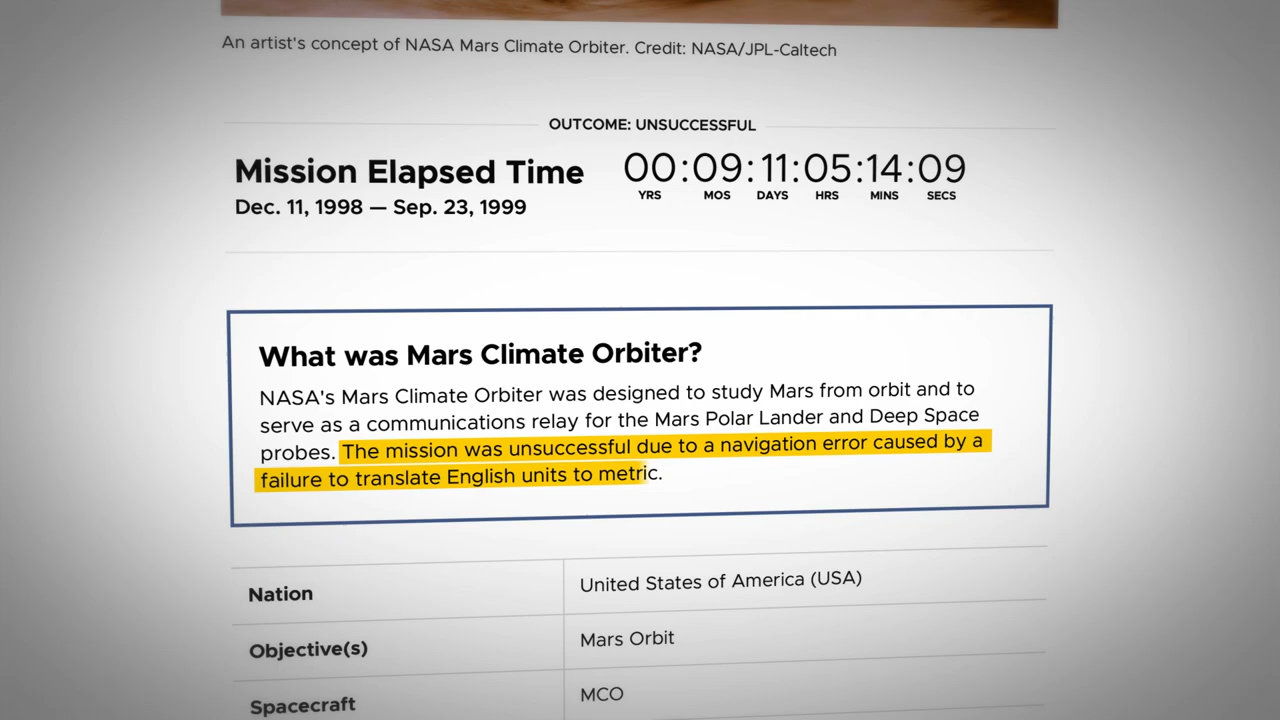 An artist's concept of NASA Mars Climate Orbiter. Credit: NASA/JPL-Caltech
OUTCOME: UNSUCCESSFUL
Mission Elapsed Time
00:09:11:05:14:09
YRS MOS DAYS HRS MINS SECS
Dec. 11, 1998 — Sep. 23, 1999
What was Mars Climate Orbiter?
NASA's Mars Climate Orbiter was designed to study Mars from orbit and to
serve as a communications relay for the Mars Polar Lander and Deep Space
probes. The mission was unsuccessful due to a navigation error caused by a
failure to translate English units to metric.
Nation United States of America (USA)
Objective(s) Mars Orbit
Spacecraft MCO